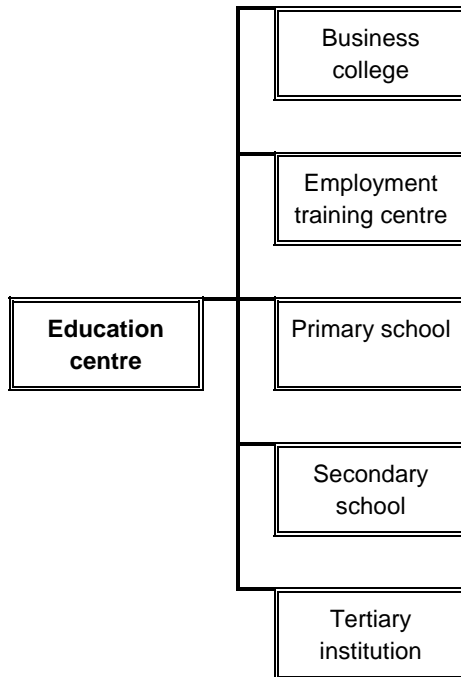 Business
college
Employment
training centre
Education
centre
Primary school
Secondary
school
Tertiary
institution